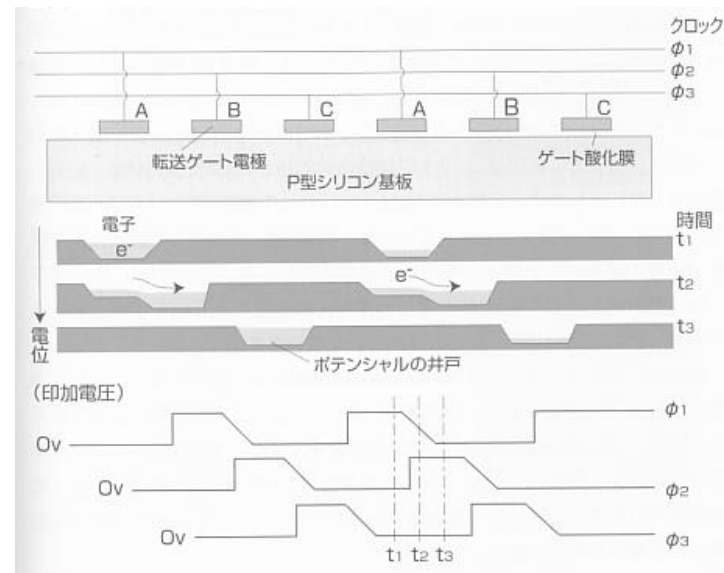 クロック
φ1
φ2
φ3
A B C A B C
転送ゲート電極
ゲート酸化膜
P型シリコン基板
電子
時間
e-
t1
e-
t2
t3
電位
ポテンシャルの井戸
(印加電圧)
φ1
0v
0v
φ2
0v
φ3
t1 t2 t3